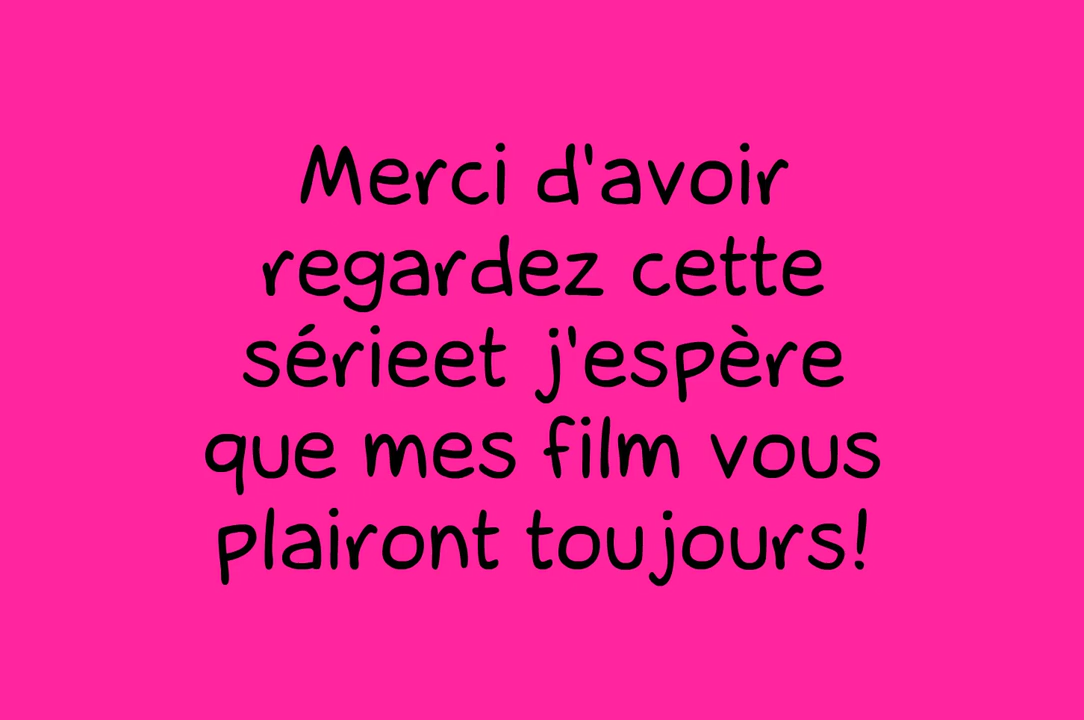 Merci d'avoir
regardez cette
sérieet j'espère
que mes film vous
plairont toujours!